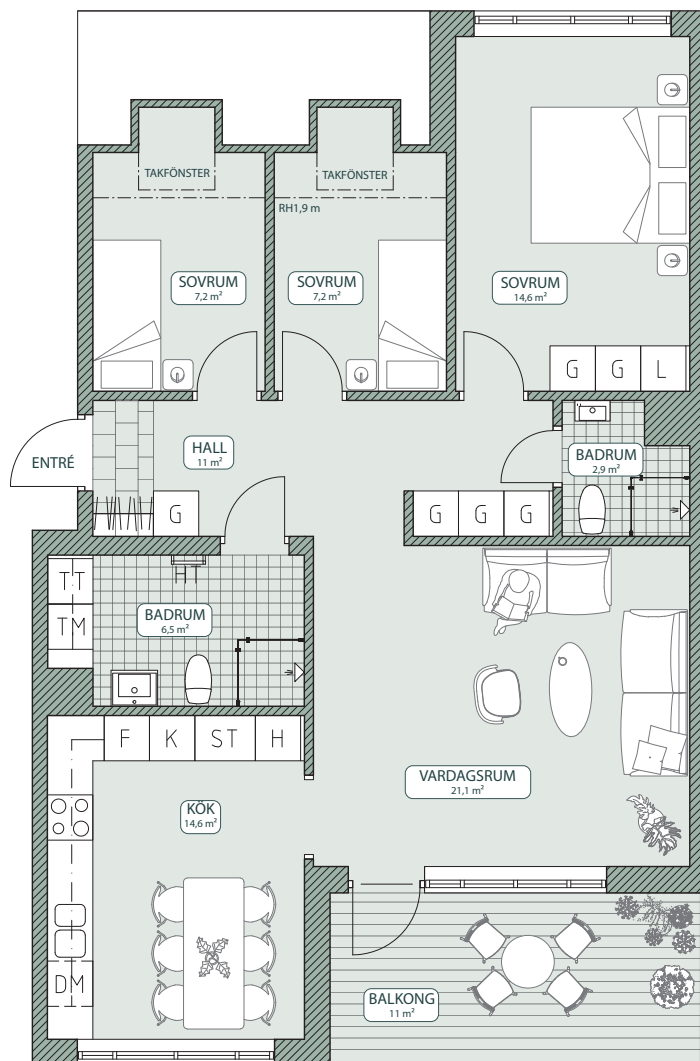 TAKFÖNSTER
TAKFÖNSTER
RH1,9 m
SOVRUM
7,2 m²
SOVRUM
7,2 m²
SOVRUM
14,6 m²
G G L
ENTRÉ
HALL
11 m²
BADRUM
2,9 m²
G
G G G
HT
TT
TM
BADRUM
6,5 m²
F K ST H
VARDAGSRUM
21,1 m²
KÖK
14,6 m²
DM
BALKONG
11 m²